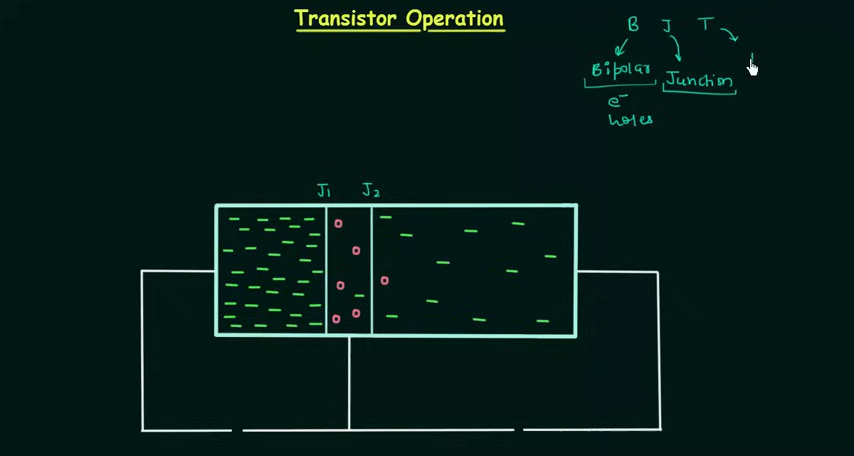 Transistor Operation
B J T
Bipolar Junction
e⁻
holes
J₁ J₂